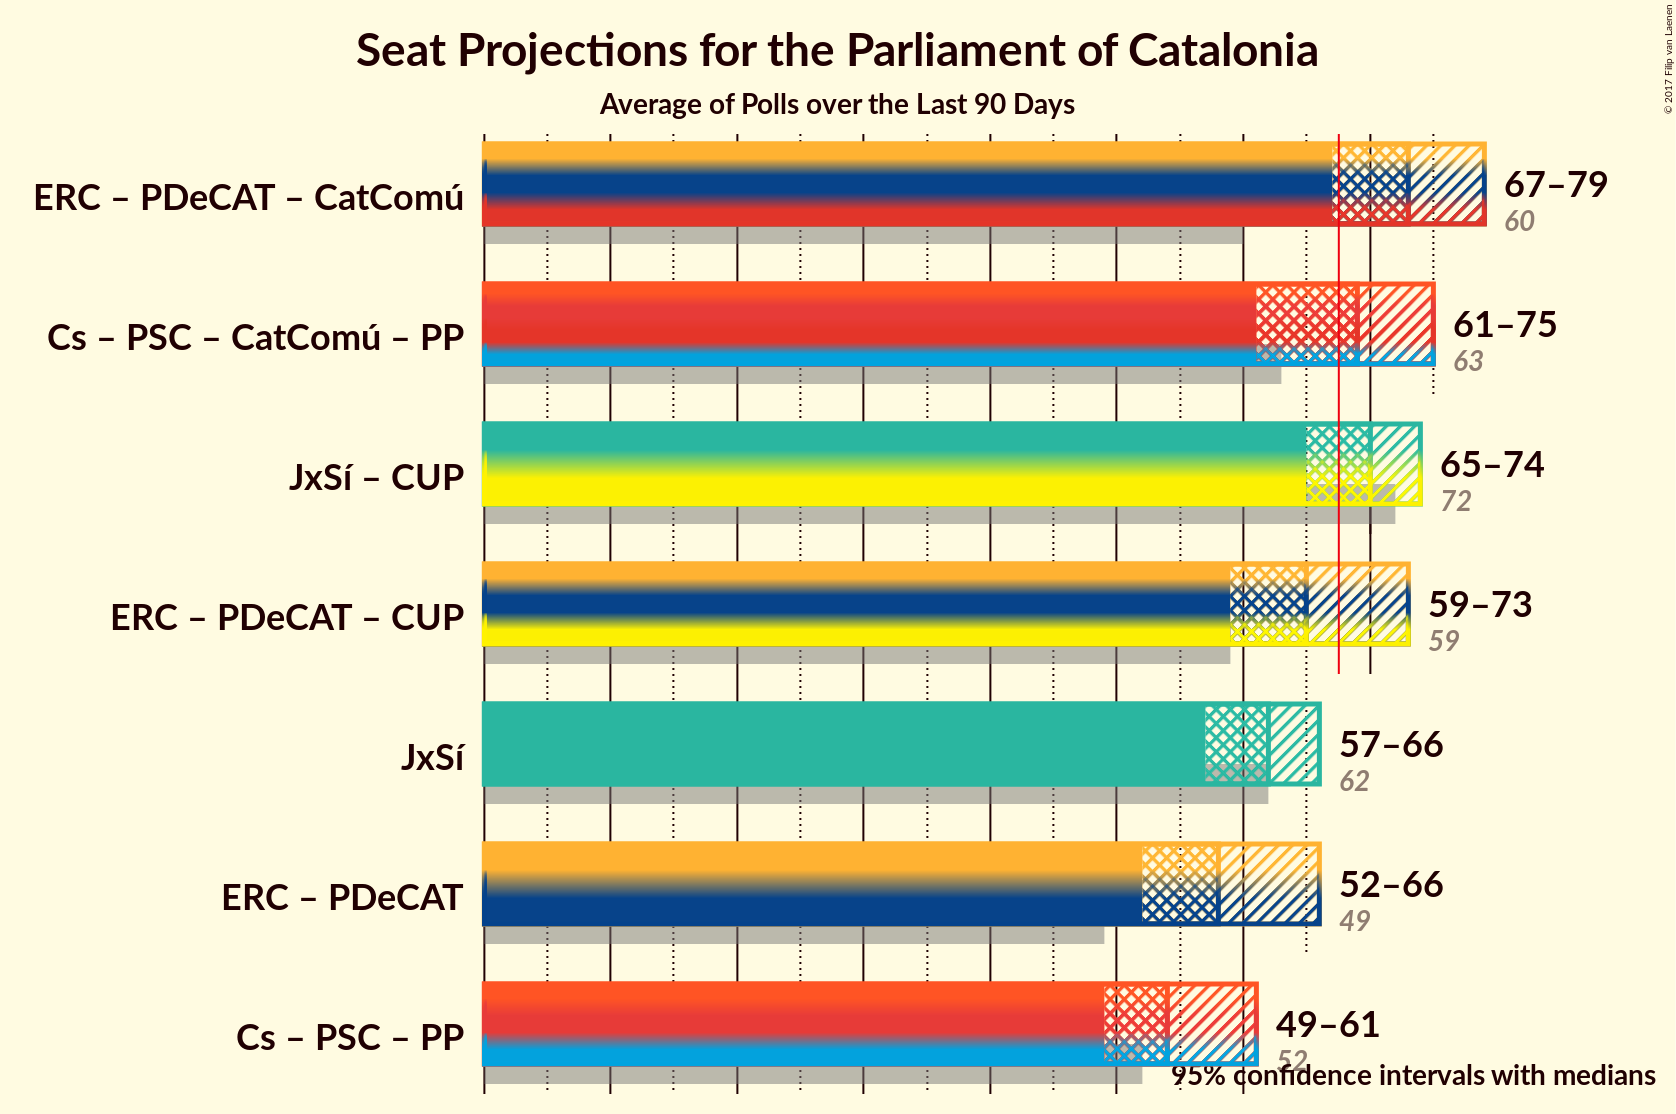 Seat Projections for the Parliament of Catalonia
Average of Polls over the Last 90 Days
© 2017 Filip van Laenen
ERC – PDeCAT – CatComú
67–79
60
Cs – PSC – CatComú – PP
61–75
63
JxSí – CUP
65–74
72
ERC – PDeCAT – CUP
59–73
59
JxSí
57–66
62
ERC – PDeCAT
52–66
49
Cs – PSC – PP
49–61
52
95% confidence intervals with medians